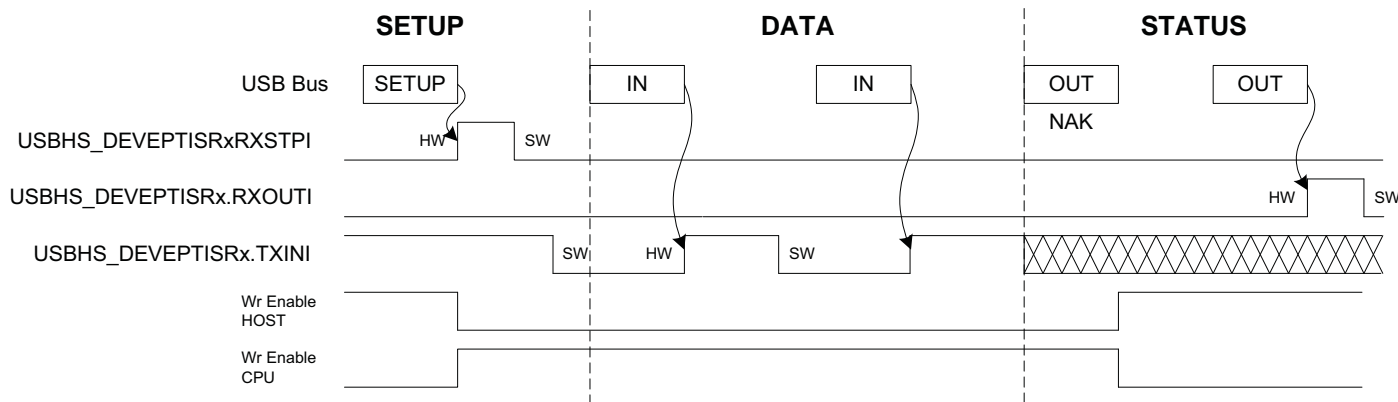 SETUP DATA STATUS
USB Bus SETUP IN IN OUT OUT
NAK
USBHS_DEVEPTISRxRXSTPI HW SW
USBHS_DEVEPTISRx.RXOUTI HW SW
USBHS_DEVEPTISRx.TXINI SW HW SW
Wr Enable
HOST
Wr Enable
CPU